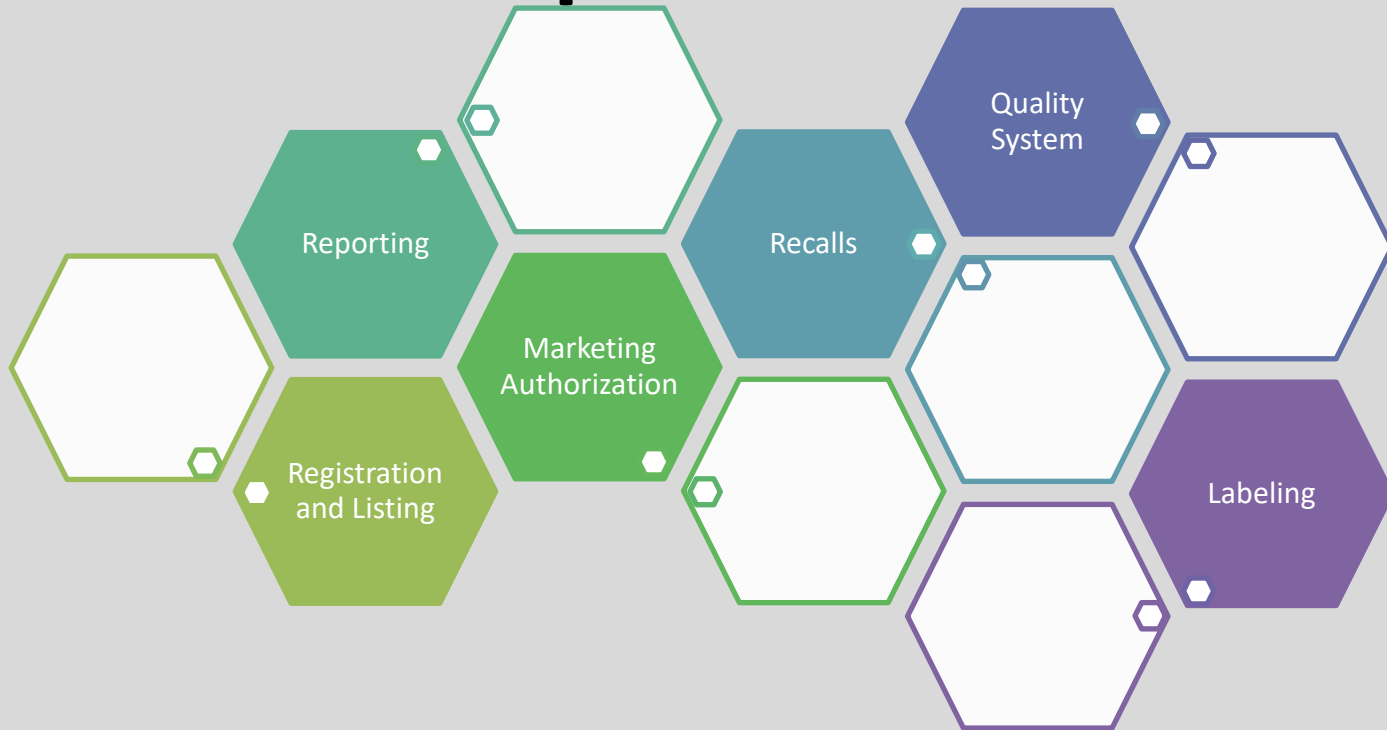 Quality
System
Reporting
Recalls
Marketing
Authorization
Registration
and Listing
Labeling